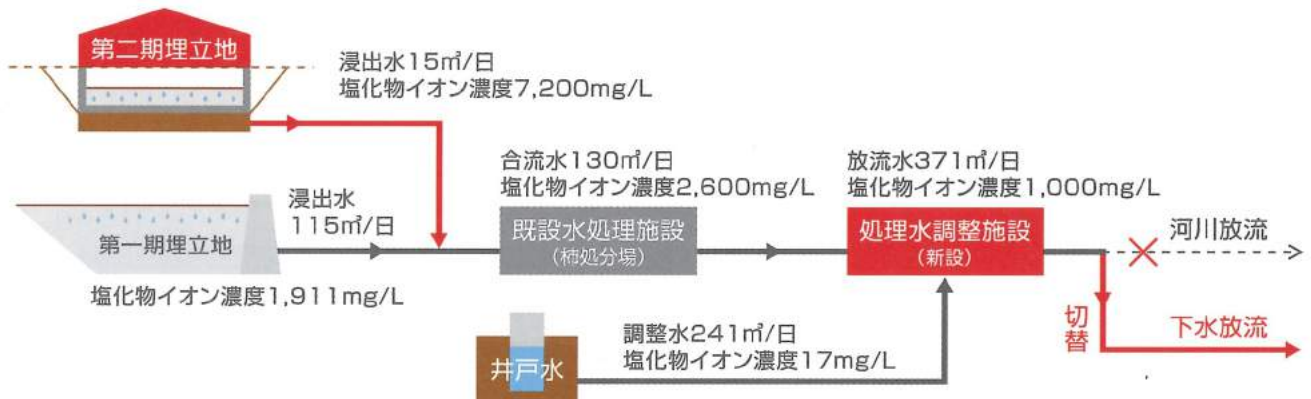 第二期埋立地
浸出水15㎥/日
塩化物イオン濃度7,200mg/L
浸出水
115㎥/日
第一期埋立地
塩化物イオン濃度1,911mg/L
合流水130㎥/日
塩化物イオン濃度2,600mg/L
既設水処理施設
(柿処分場)
放流水371㎥/日
塩化物イオン濃度1,000mg/L
処理水調整施設
(新設)
河川放流
切替
下水放流
井戸水
調整水241㎥/日
塩化物イオン濃度17mg/L